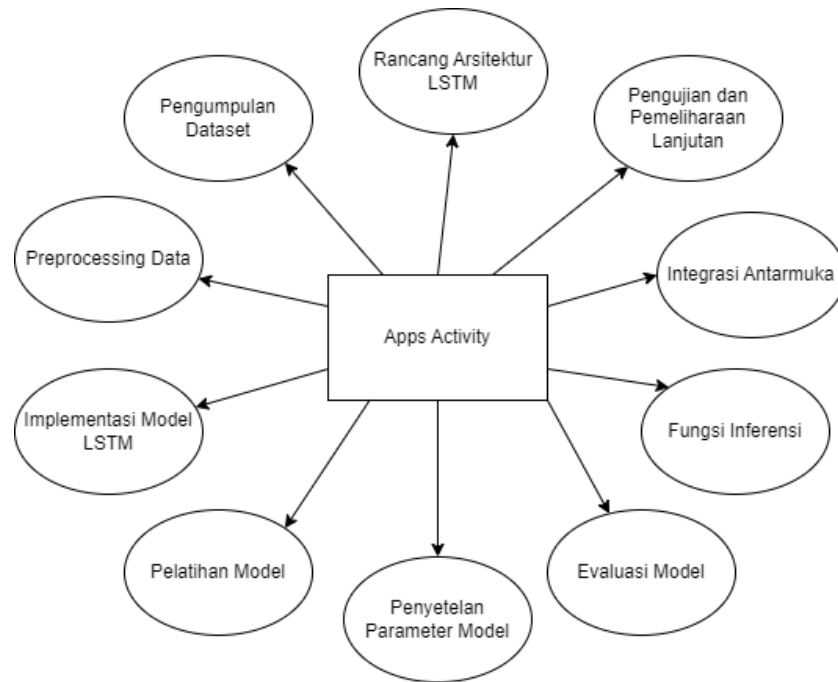 Rancang Arsitektur
LSTM
Pengumpulan
Dataset
Pengujian dan
Pemeliharaan
Lanjutan
Preprocessing Data
Integrasi Antarmuka
Apps Activity
Implementasi Model
LSTM
Fungsi Inferensi
Pelatihan Model
Evaluasi Model
Penyetelan
Parameter Model